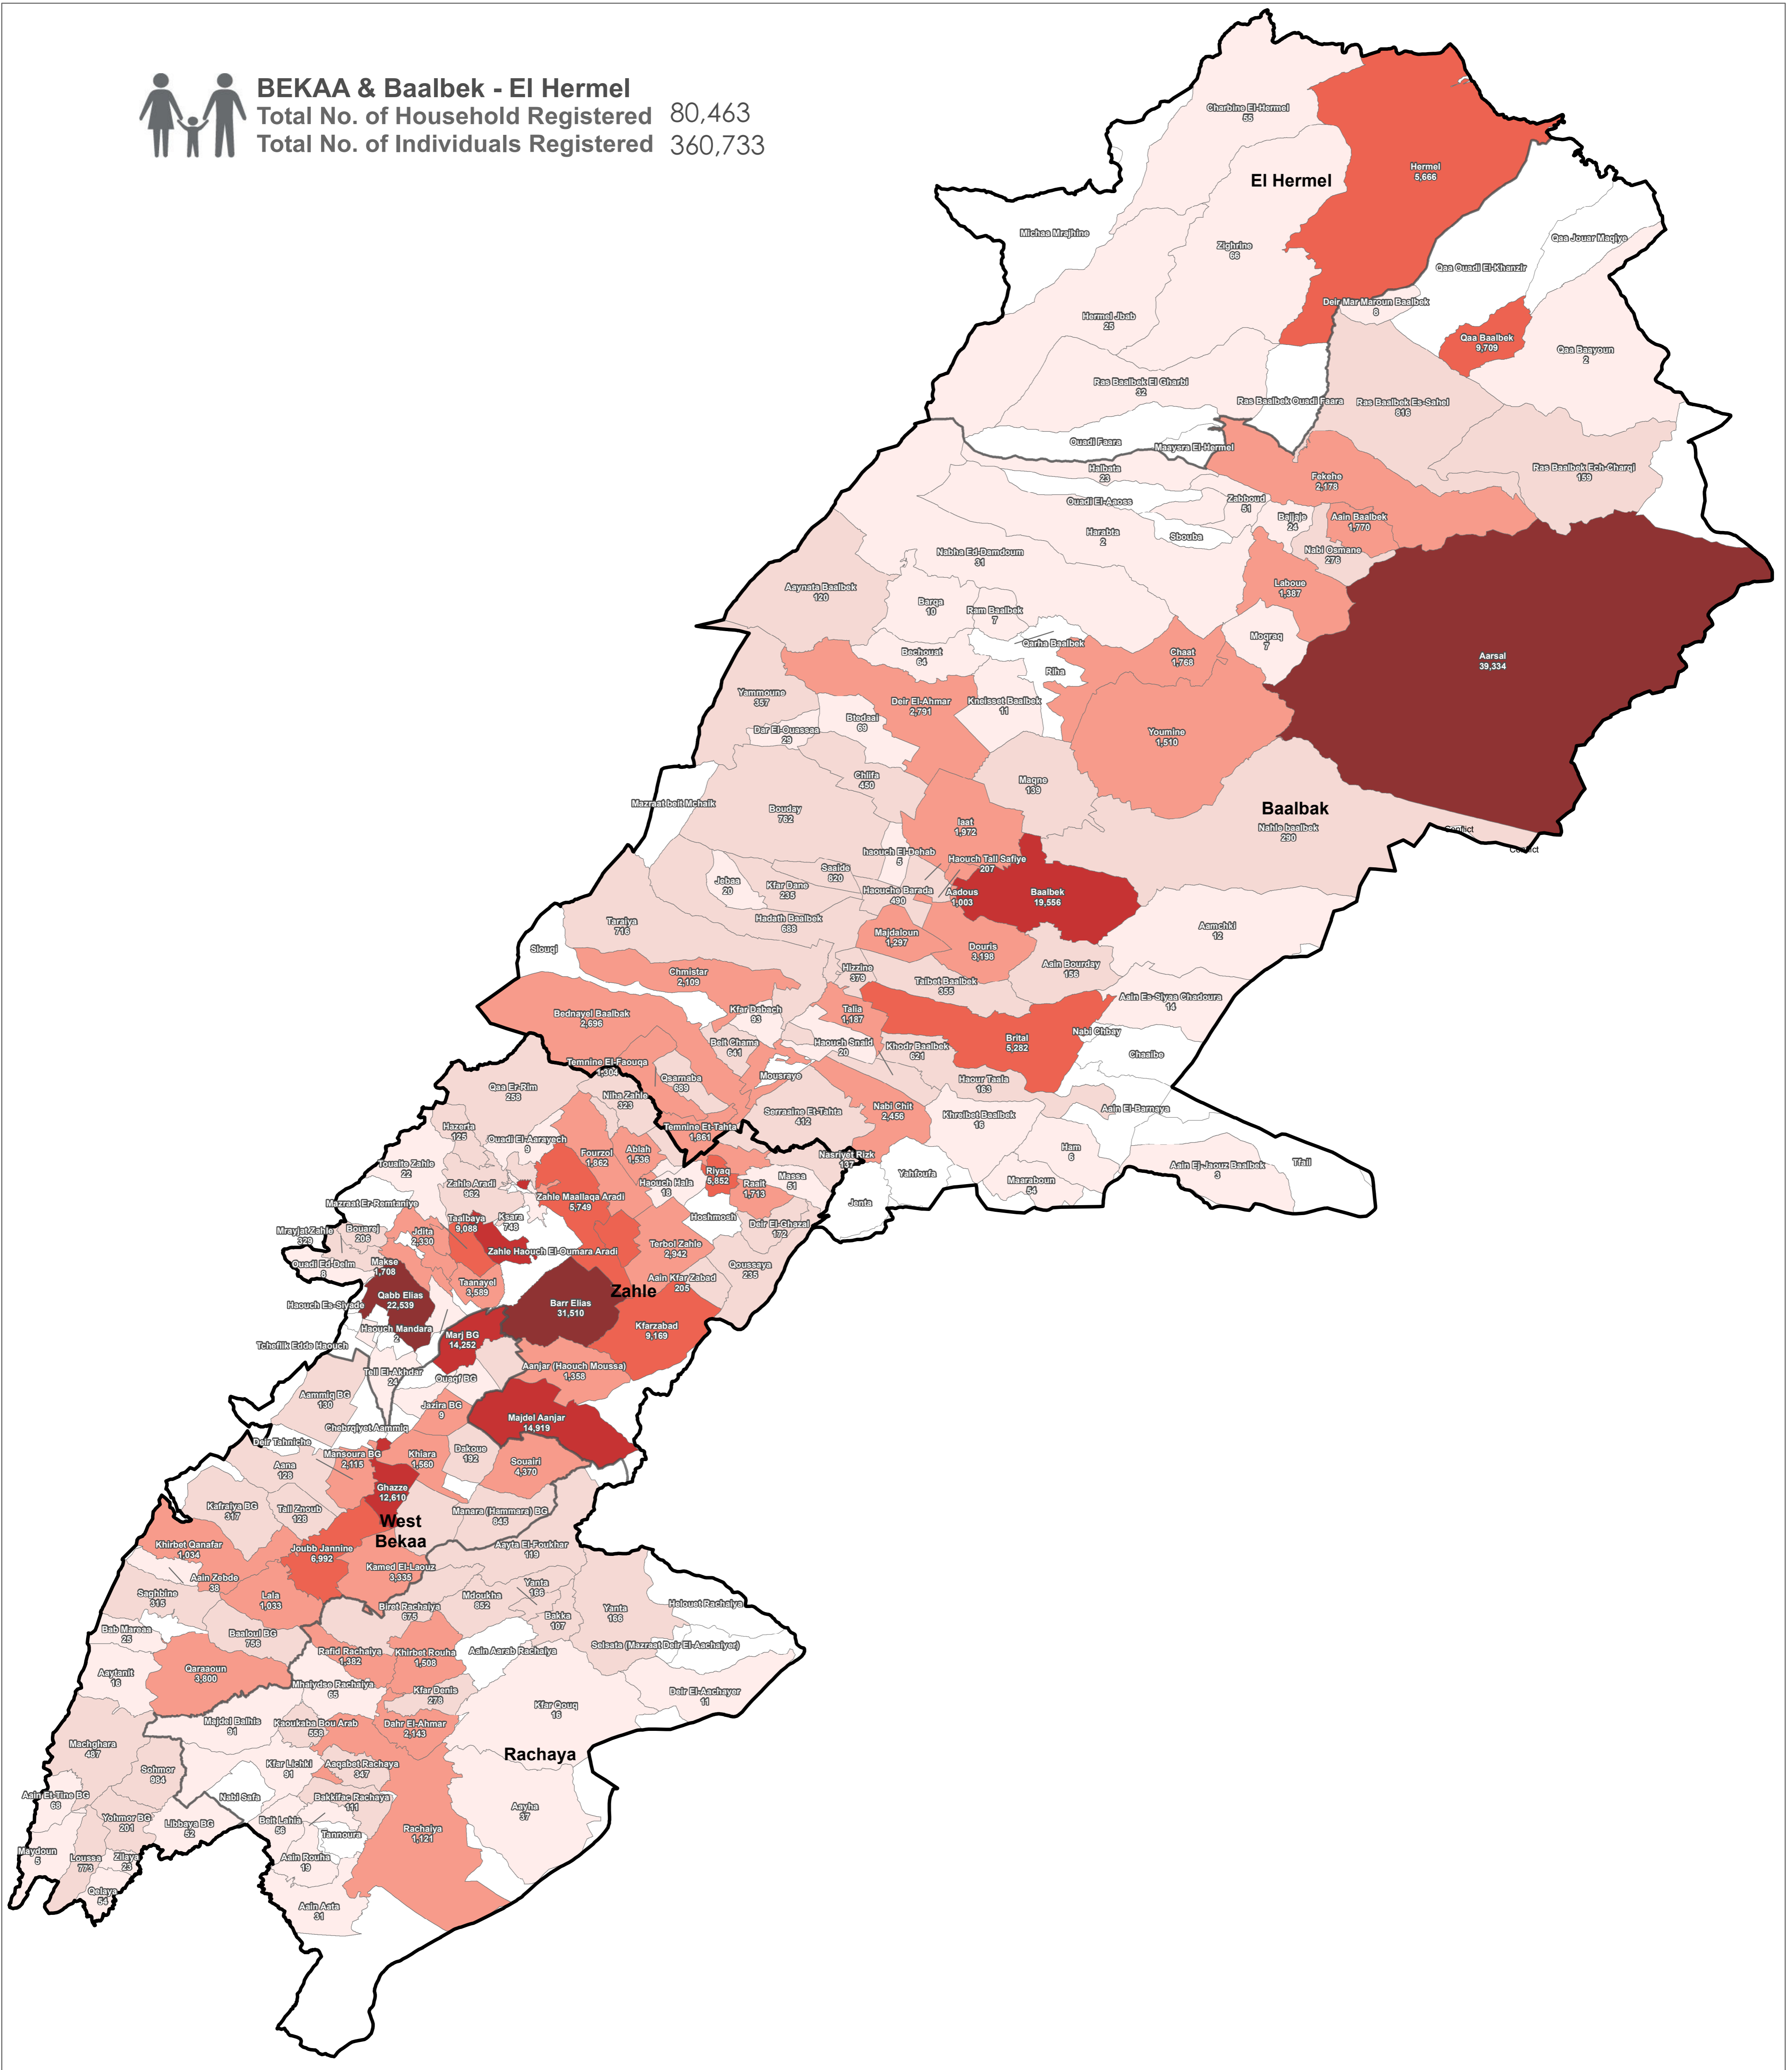 BEKAA & Baalbek - El Hermel
Total No. of Household Registered 80,463
Total No. of Individuals Registered 360,733
Charbine El-Hermel
55
Hermel
5,666
El Hermel
Michaa Mrajhine
Zighrine
66
Qaa Jouar Maqiye
Qaa Ouadi El-Khanzir
Deir Mar Maroun Baalbek
8
Hermel Jbab
25
Qaa Baalbek
9,709
Qaa Baayoun
2
Ras Baalbek El Gharbi
32
Ras Baalbek Ouadi Faara
Ras Baalbek Es-Sahel
816
Ouadi Faara
Maaysra El-Hermel
Halbata
23
Fekehe
2,178
Ras Baalbek Ech-Charqi
159
Ouadi El-Aaoss
Zabboud
51
Bajjaje
24
Aain Baalbek
1,770
Harabta
2
Sbouba
Nabi Osmane
276
Nabha Ed-Damdoum
31
Laboue
1,387
Aaynata Baalbek
120
Barqa
10
Ram Baalbek
7
Moqraq
7
Qarha Baalbek
Bechouat
64
Chaat
1,768
Aarsal
39,334
Riha
Yammoune
357
Deir El-Ahmar
2,791
Kneisset Baalbek
11
Btedaai
69
Dar El-Ouassaa
29
Youmine
1,510
Chlifa
450
Maqne
139
Mazraat beit Mchaik
Bouday
762
Baalbak
Nahle baalbek
290
Conflict
Conflict
Iaat
1,972
haouch El-Dehab
5
Haouch Tall Safiye
207
Saaide
820
Jebaa
20
Kfar Dane
235
Haouche Barada
490
Aadous
1,003
Baalbek
19,556
Hadath Baalbek
688
Taraiya
716
Aamchki
12
Majdaloun
1,297
Douris
3,198
Slouqi
Aain Bourday
156
Chmistar
2,109
Hizzine
379
Taibet Baalbek
355
Aain Es-Siyaa Chadoura
14
Bednayel Baalbak
2,696
Kfar Dabach
93
Talia
1,187
Nabi Chbay
Brital
5,282
Beit Chama
641
Haouch Snaid
20
Khodr Baalbek
621
Chaaibe
Temnine El-Faouqa
1,304
Qsarnaba
689
Mousraye
Haour Taala
163
Qaa Er-Rim
258
Niha Zahle
323
Serraaine Et-Tahta
412
Nabi Chit
2,456
Khreibet Baalbek
16
Aain El-Barnaya
Hazerta
125
Temnine Et-Tahta
1,861
Ouadi El-Aarayech
9
Fourzol
1,862
Ablah
1,536
Ham
6
Nasriyet Rizk
137
Touaite Zahle
22
Riyaq
5,852
Massa
51
Yahfoufa
Aain Ej-Jaouz Baalbek
3
Tfail
Zahle Aradi
962
Haouch Hala
18
Raait
1,713
Maaraboun
54
Zahle Maallaqa Aradi
5,749
Mazraat Er-Remtaniye
Jenta
Taalbaya
9,088
Ksara
748
Hoshmosh
Deir El-Ghazal
172
Mrayjat Zahle
329
Bouarej
206
Jdita
2,330
Zahle Haouch El-Oumara Aradi
Terbol Zahle
2,942
Ouadi Ed-Delm
8
Makse
1,708
Qoussaya
235
Taanayel
3,589
Aain Kfar Zabad
205
Zahle
Qabb Elias
22,539
Barr Elias
31,510
Haouch Es-Siyade
Haouch Mandara
2
Kfarzabad
9,169
Marj BG
14,252
Tcheflik Edde Haouch
Aanjar (Haouch Moussa)
1,358
Tell El-Akhdar
24
Ouaqf BG
Aammiq BG
130
Jazira BG
9
Majdel Aanjar
14,919
Chebrqiyet Aammiq
Deir Tahniche
Mansoura BG
2,115
Khiara
1,560
Dakoue
192
Aana
128
Souairi
4,370
Ghazze
12,610
Kafraiya BG
317
Tall Znoub
128
Manara (Hammara) BG
845
West
Bekaa
Khirbet Qanafar
1,034
Joubb Jannine
6,992
Aayta El-Foukhar
119
Kamed El-Laouz
3,335
Aain Zebde
38
Saghbine
315
Lala
1,033
Yanta
166
Mdoukha
852
Biret Rachaiya
675
Bakka
107
Yanta
166
Helouet Rachaiya
Bab Mareaa
25
Baaloul BG
756
Seisata (Mazraat Deir El-Aachaiyer)
Rafid Rachaiya
1,382
Khirbet Rouha
1,508
Aain Aarab Rachaiya
Aaytanit
16
Qaraaoun
3,800
Mhaiydse Rachaiya
65
Kfar Denis
278
Deir El-Aachayer
11
Kfar Qouq
16
Majdel Balhis
91
Kaoukaba Bou Arab
558
Dahr El-Ahmar
2,143
Machghara
487
Rachaya
Sohmor
984
Kfar Lichki
91
Aaqabet Rachaya
347
Aain Et-Tine BG
68
Nabi Safa
Bakkifac Rachaya
111
Aayha
37
Yohmor BG
201
Libbaya BG
52
Beit Lahia
56
Tannoura
Rachaiya
1,121
Maydoun
5
Loussa
773
Zilaya
23
Aain Rouha
19
Qelaya
54
Aain Aata
31